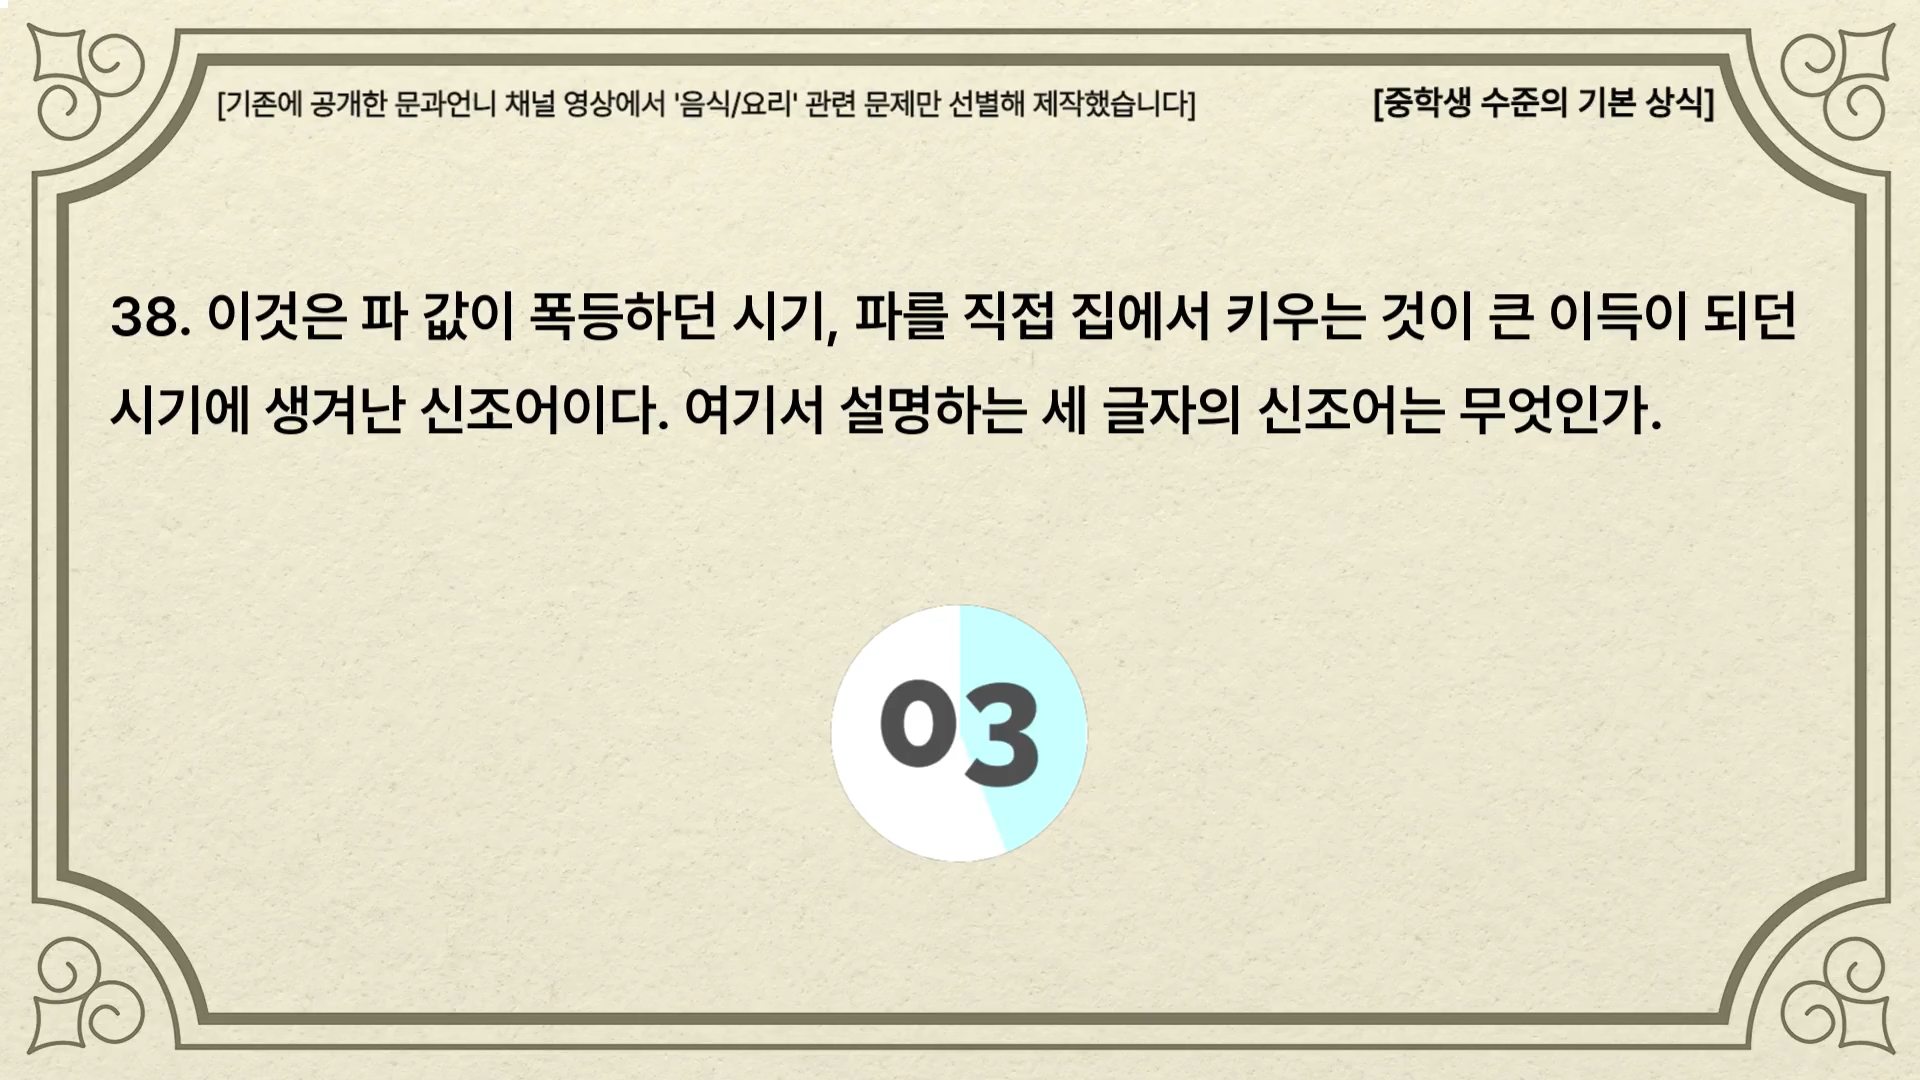 [기존에 공개한 문과언니 채널 영상에서 '음식/요리' 관련 문제만 선별해 제작했습니다]
[중학생 수준의 기본 상식]
38. 이것은 파 값이 폭등하던 시기, 파를 직접 집에서 키우는 것이 큰 이득이 되던
시기에 생겨난 신조어이다. 여기서 설명하는 세 글자의 신조어는 무엇인가.
03